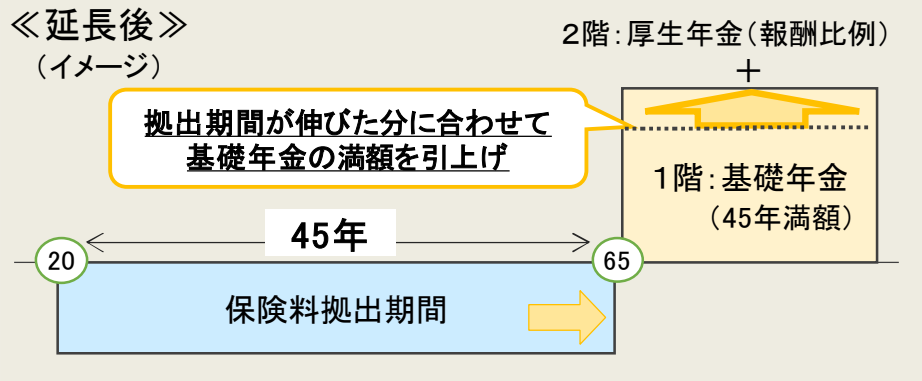 ≪延長後≫
（イメージ）
2階：厚生年金（報酬比例）
＋
拠出期間が伸びた分に合わせて
基礎年金の満額を引上げ
1階：基礎年金
（45年満額）
45年
20
65
保険料拠出期間